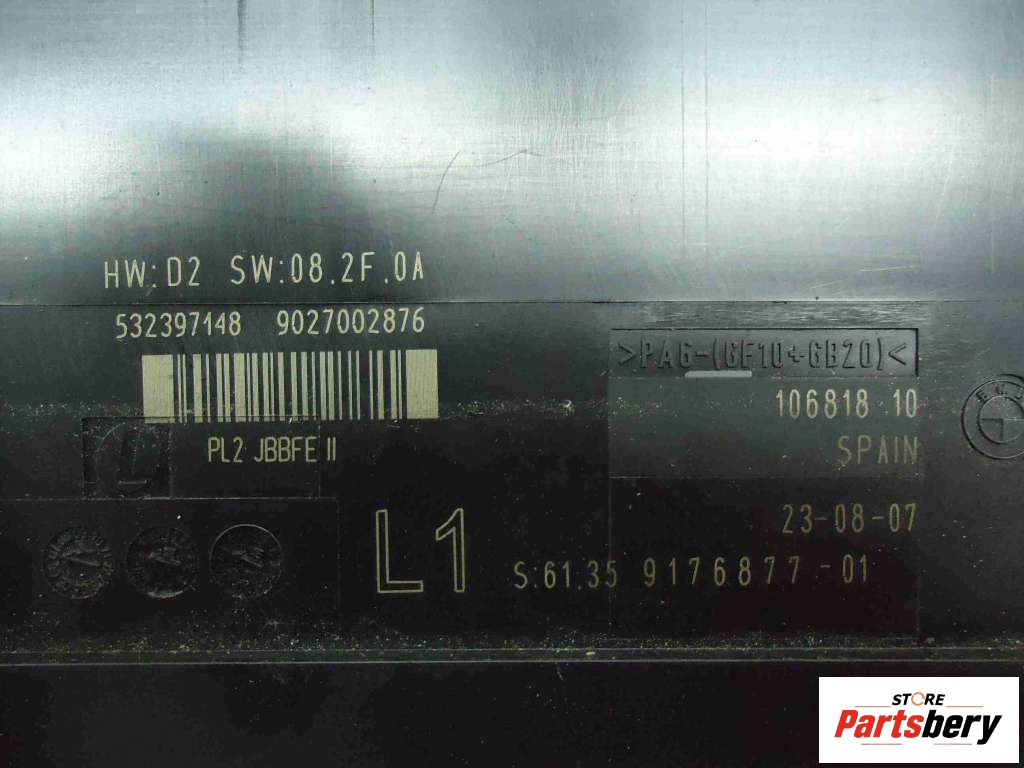 HW:D2 SW:08.2F.0A
532397148 9027002876
>PA6-(GF10+GB20)<
106818 10
PL2 JBBFE II
SPAIN
L1
23-08-07
S:61.35 9176877-01
STORE
Partsbery